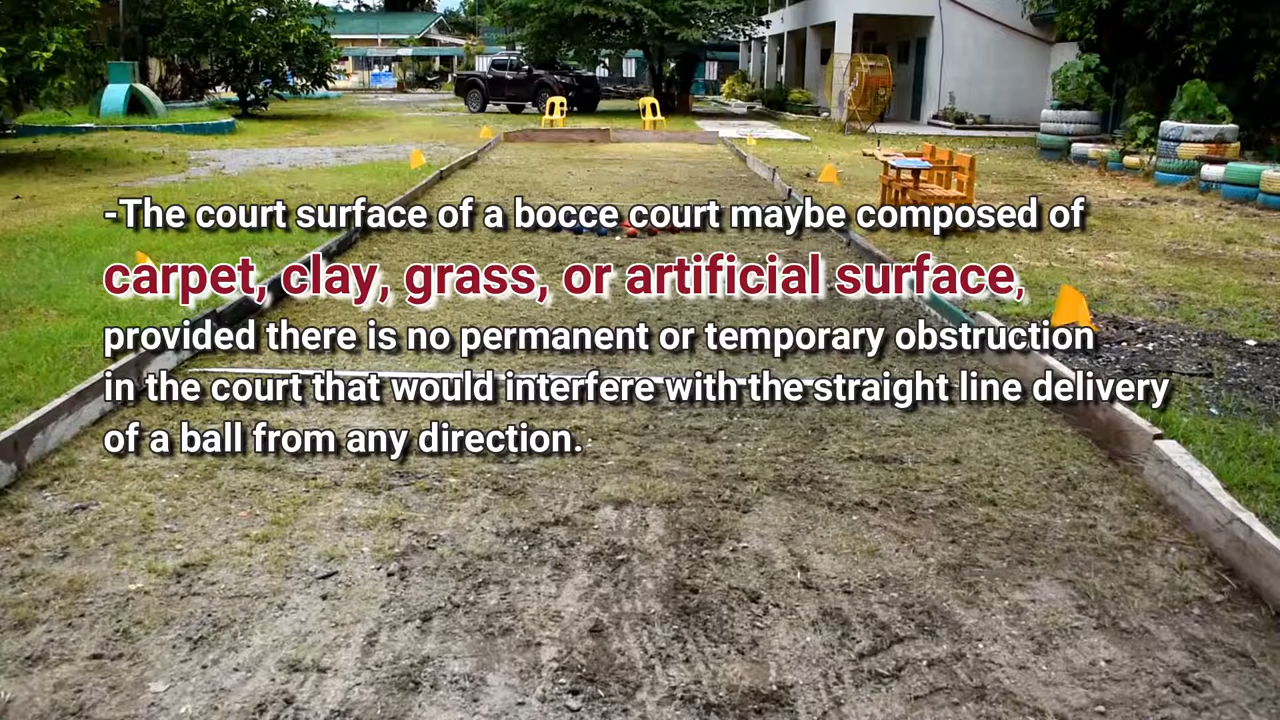 -The court surface of a bocce court maybe composed of
carpet, clay, grass, or artificial surface,
provided there is no permanent or temporary obstruction
in the court that would interfere with the straight line delivery
of a ball from any direction.